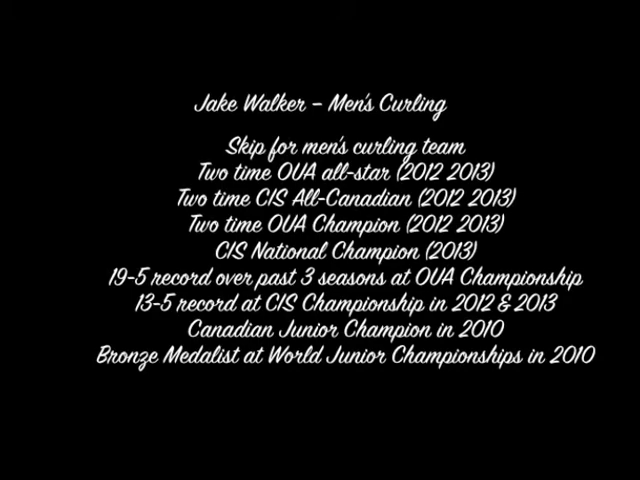 Jake Walker – Men's Curling
Skip for men's curling team
Two time OUA all-star (2012 2013)
Two time CIS All-Canadian (2012 2013)
Two time OUA Champion (2012 2013)
CIS National Champion (2013)
19-5 record over past 3 seasons at OUA Championship
13-5 record at CIS Championship in 2012 & 2013
Canadian Junior Champion in 2010
Bronze Medalist at World Junior Championships in 2010